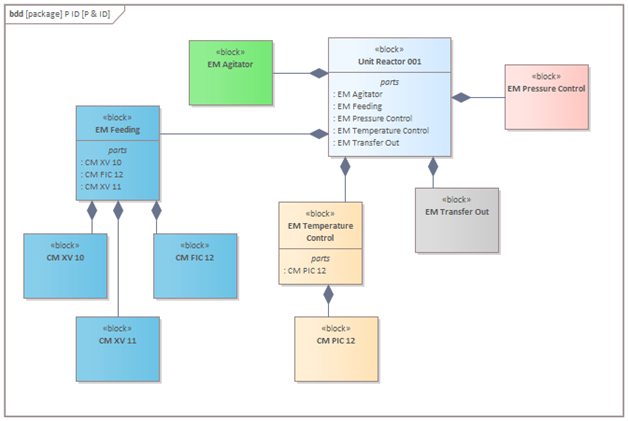 bdd [package] P ID [P & ID]
«block»
EM Agitator
«block»
Unit Reactor 001
parts
: EM Agitator
: EM Feeding
: EM Pressure Control
: EM Temperature Control
: EM Transfer Out
«block»
EM Pressure Control
«block»
EM Feeding
parts
: CM XV 10
: CM FIC 12
: CM XV 11
«block»
EM Temperature
Control
parts
: CM PIC 12
«block»
EM Transfer Out
«block»
CM XV 10
«block»
CM FIC 12
«block»
CM XV 11
«block»
CM PIC 12